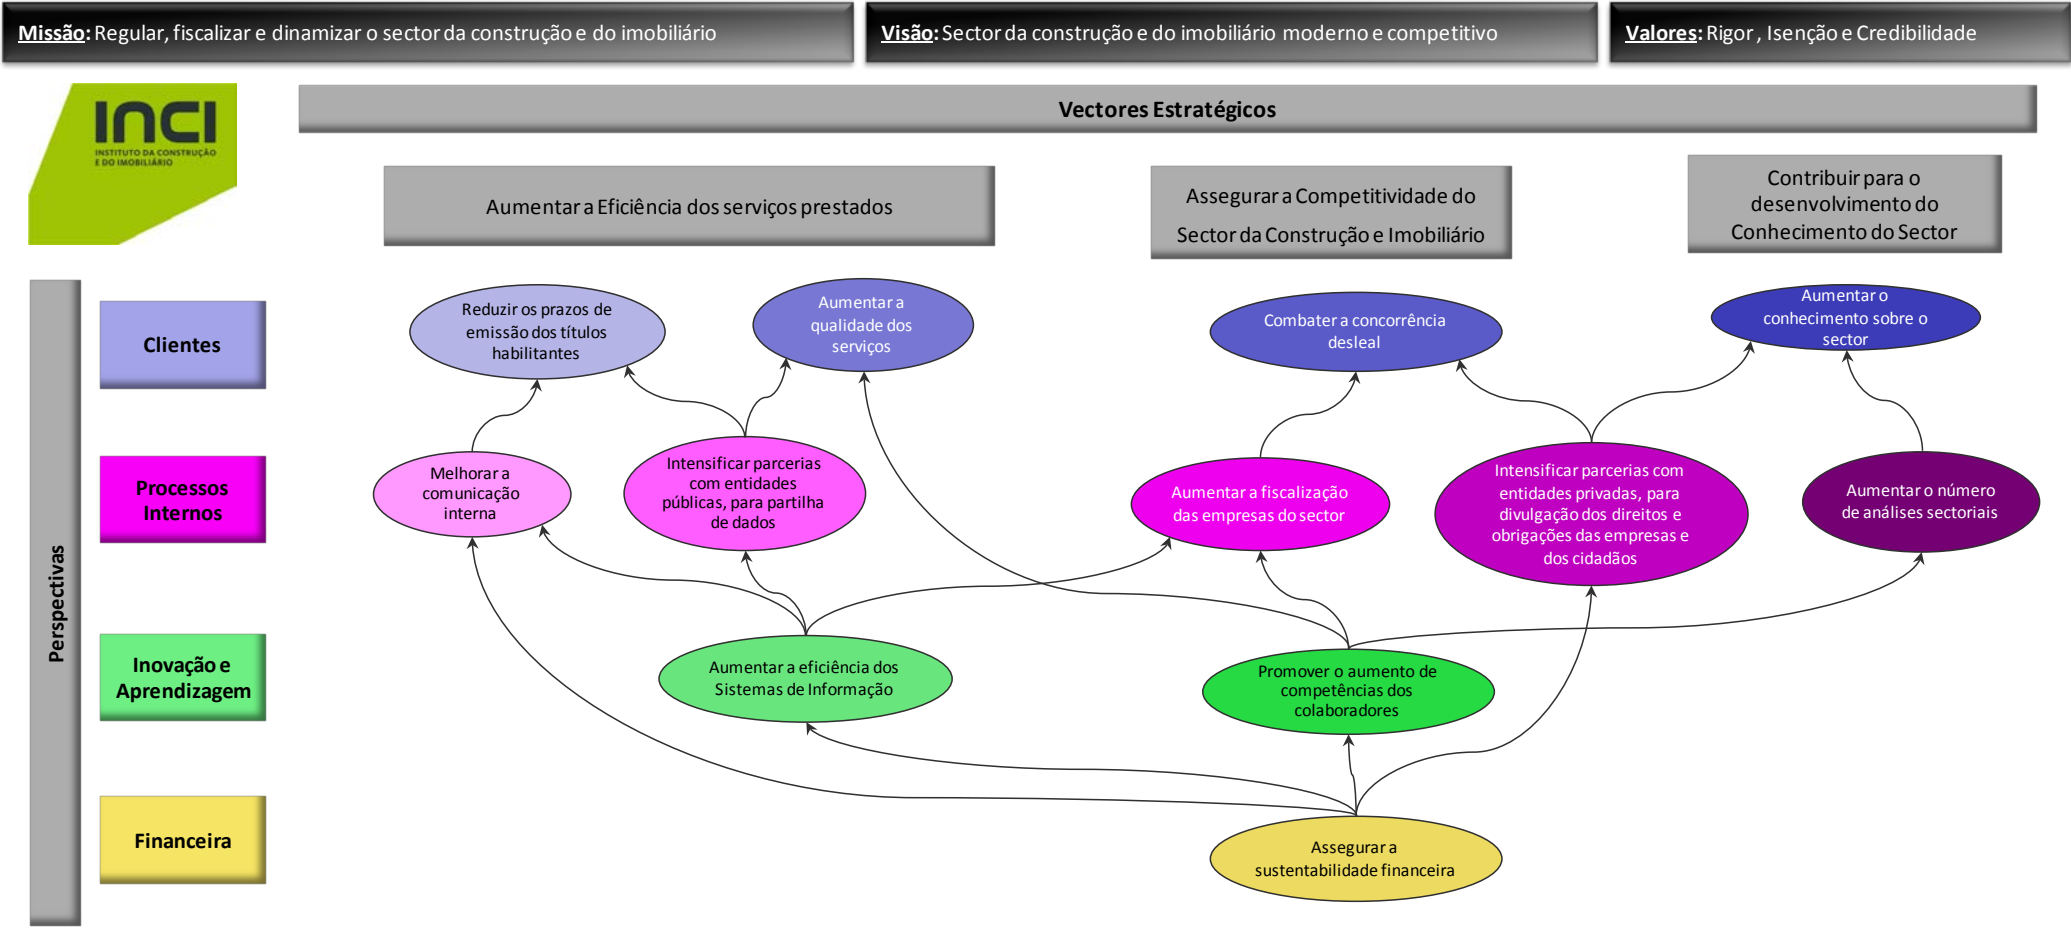 Missão: Regular, fiscalizar e dinamizar o sector da construção e do imobiliário
Visão: Sector da construção e do imobiliário moderno e competitivo
Valores: Rigor , Isenção e Credibilidade
INCI
INSTITUTO DA CONSTRUÇÃO
E DO IMOBILIÁRIO
Vectores Estratégicos
Aumentar a Eficiência dos serviços prestados
Assegurar a Competitividade do
Sector da Construção e Imobiliário
Contribuir para o
desenvolvimento do
Conhecimento do Sector
Perspectivas
Clientes
Reduzir os prazos de
emissão dos títulos
habilitantes
Aumentar a
qualidade dos
serviços
Combater a concorrência
desleal
Aumentar o
conhecimento sobre o
sector
Processos
Internos
Melhorar a
comunicação
interna
Intensificar parcerias
com entidades
públicas, para partilha
de dados
Aumentar a fiscalização
das empresas do sector
Intensificar parcerias com
entidades privadas, para
divulgação dos direitos e
obrigações das empresas e
dos cidadãos
Aumentar o número
de análises sectoriais
Inovação e
Aprendizagem
Aumentar a eficiência dos
Sistemas de Informação
Promover o aumento de
competências dos
colaboradores
Financeira
Assegurar a
sustentabilidade financeira